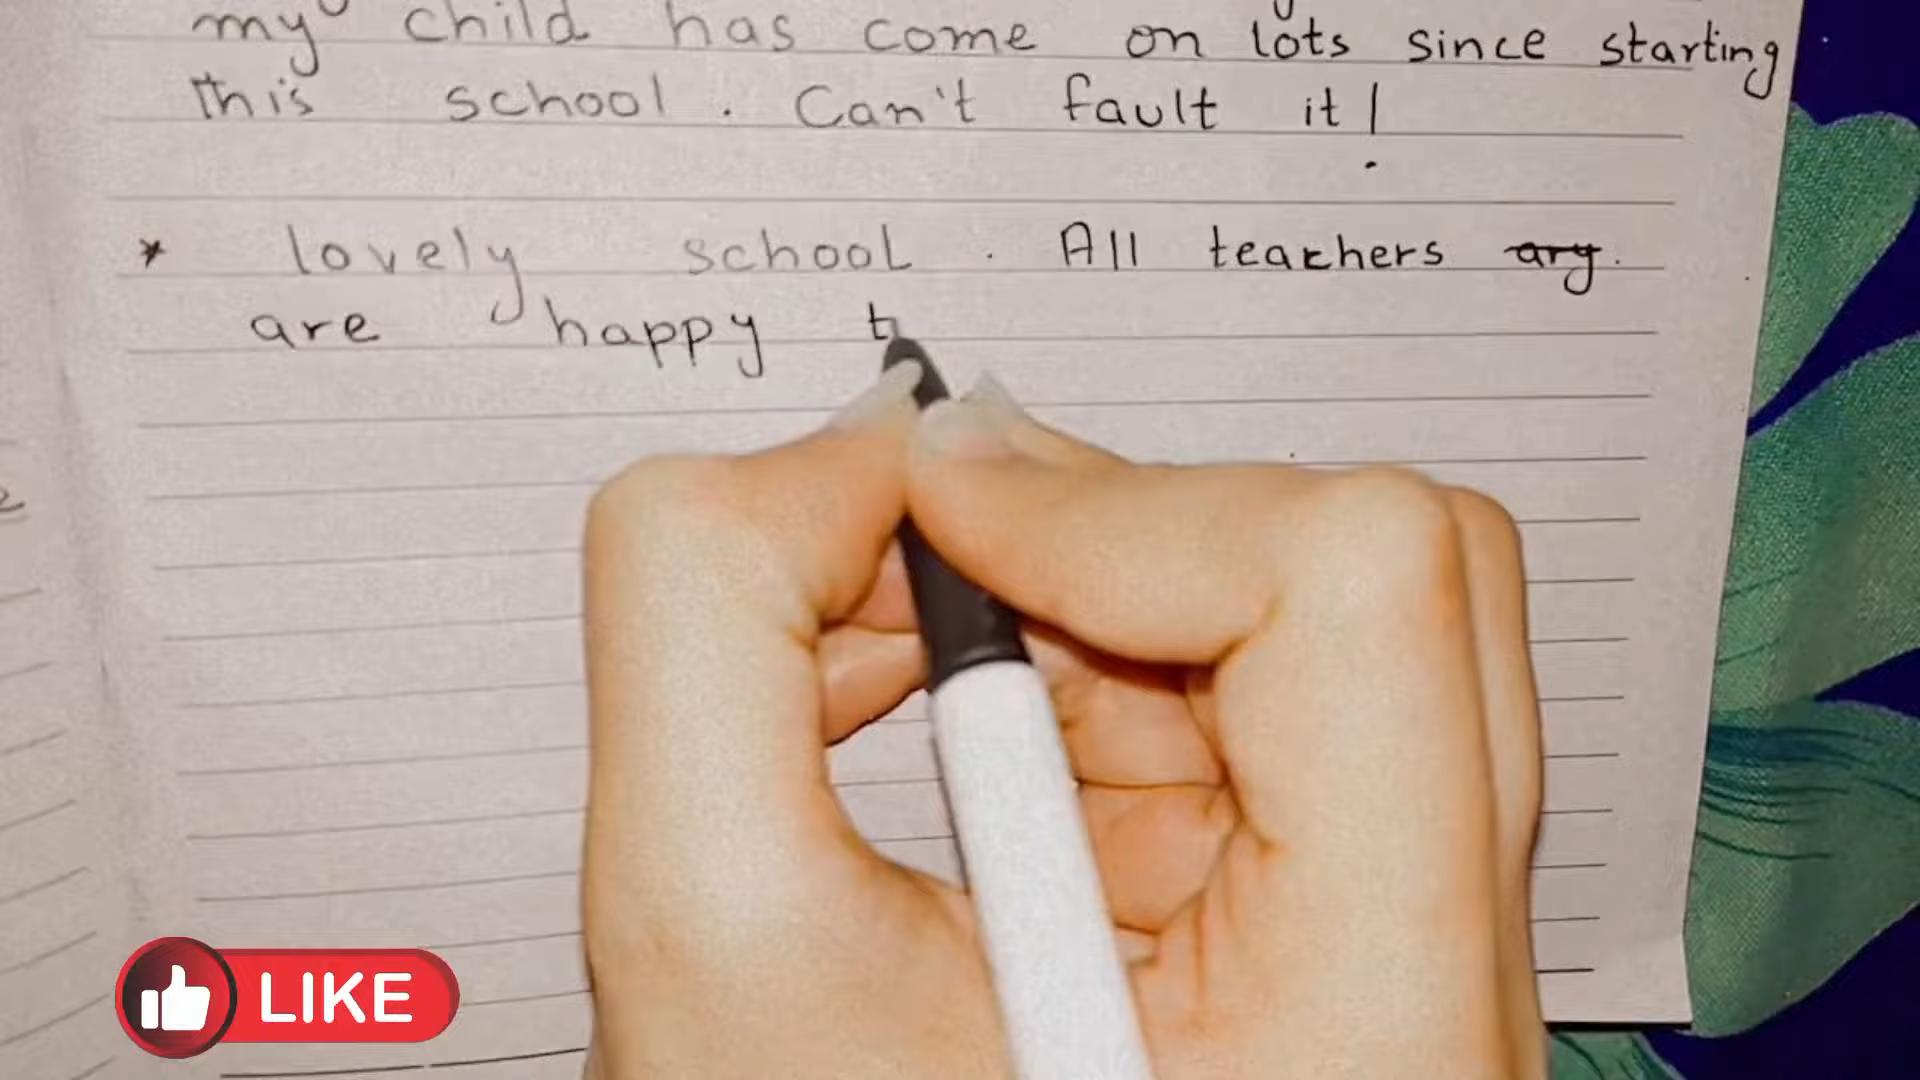 my child has come on lots since starting
this school. Can't fault it!
* lovely school. All teachers ary.
are happy t
LIKE